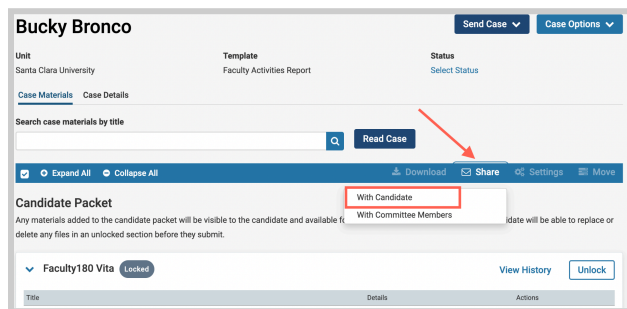 Bucky Bronco
Send Case
Case Options
Unit
Template
Status
Santa Clara University
Faculty Activities Report
Select Status
Case Materials
Case Details
Search case materials by title
Read Case
Expand All
Collapse All
Download
Share
Settings
Move
With Candidate
With Committee Members
Candidate Packet
Any materials added to the candidate packet will be visible to the candidate and available
date will be able to replace or
delete any files in an unlocked section before they submit.
Faculty180 Vita
Locked
View History
Unlock
Title
Details
Actions